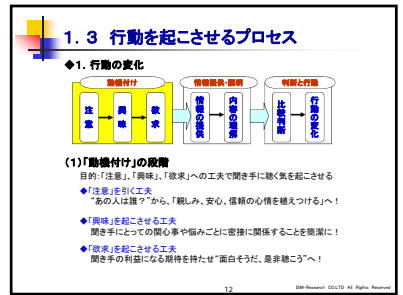 1.3 行動を起こさせるプロセス
◆1.行動の変化
動機付け 情報提供・説明 判断と行動
注意 興味 欲求 情報の提供 内容の理解 比較判断 行動の変化
(1)「動機付け」の段階
目的:「注意」、「興味」、「欲求」への工夫で聞き手に聴く気を起こさせる
◆「注意」を引く工夫
“あの人は誰?”から、「親しみ、安心、信頼の心情を植えつける」へ!
◆「興味」を起こさせる工夫
聞き手にとっての関心事や悩みごとに密接に関係することを簡潔に!
◆「欲求」を起こさせる工夫
聞き手の利益になる期待を持たせ“面白そうだ、是非聴こう”へ!
12
ISM-Research CO.LTD All Rights Reserved